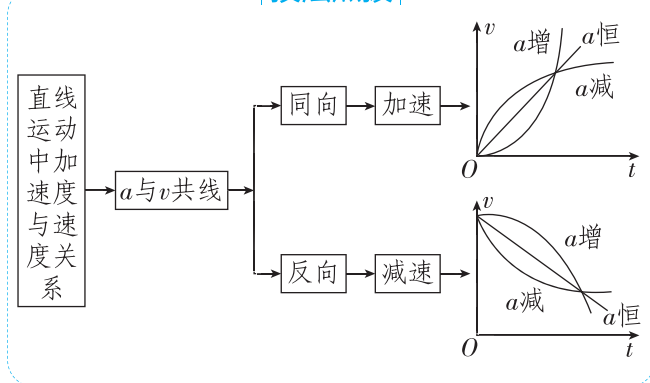 直线
运动
中加
速度
与速
度关
系
a与v共线
同向
加速
v
a增
a恒
a减
O
t
反向
减速
v
a增
a减
a恒
O
t